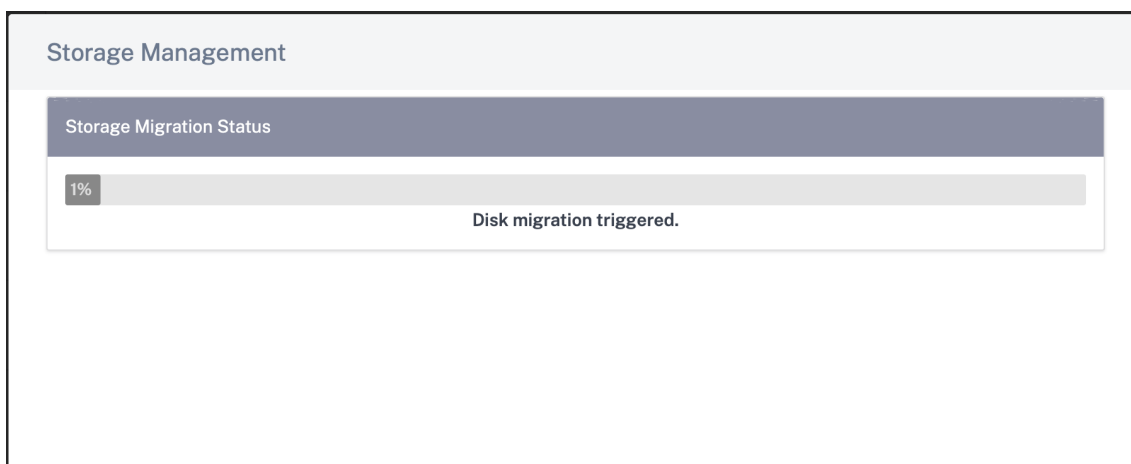 Storage Management
Storage Migration Status
1%
Disk migration triggered.